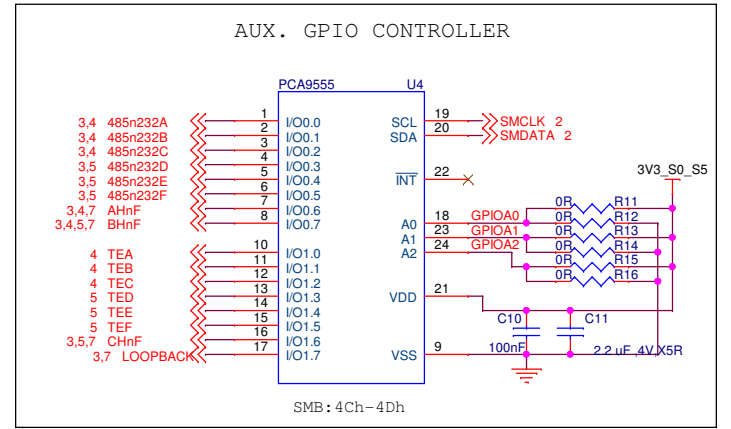 AUX. GPIO CONTROLLER
PCA9555 U4
3,4 485n232A 1 I/O0.0 SCL 19 SMCLK 2
3,4 485n232B 2 I/O0.1 SDA 20 SMDATA 2
3,4 485n232C 3 I/O0.2
3,5 485n232D 4 I/O0.3
3,5 485n232E 5 I/O0.4 INT 22 3V3_S0_S5
3,5 485n232F 6 I/O0.5
3,4,7 AHnF 7 I/O0.6
3,4,5,7 BHnF 8 I/O0.7
A0 18 GPIOA0 0R R11
R12
A1 23 GPIOA1 0R R13
R14
A2 24 GPIOA2 0R R15
0R R16
4 TEA 10 I/O1.0
4 TEB 11 I/O1.1
4 TEC 12 I/O1.2
5 TED 13 I/O1.3 VDD 21
5 TEE 14 I/O1.4
5 TEF 15 I/O1.5 C10 C11
3,5,7 CHnF 16 I/O1.6
3,7 LOOPBACK 17 I/O1.7 VSS 9 100nF 2.2 uF,4V,X5R
SMB:4Ch-4Dh